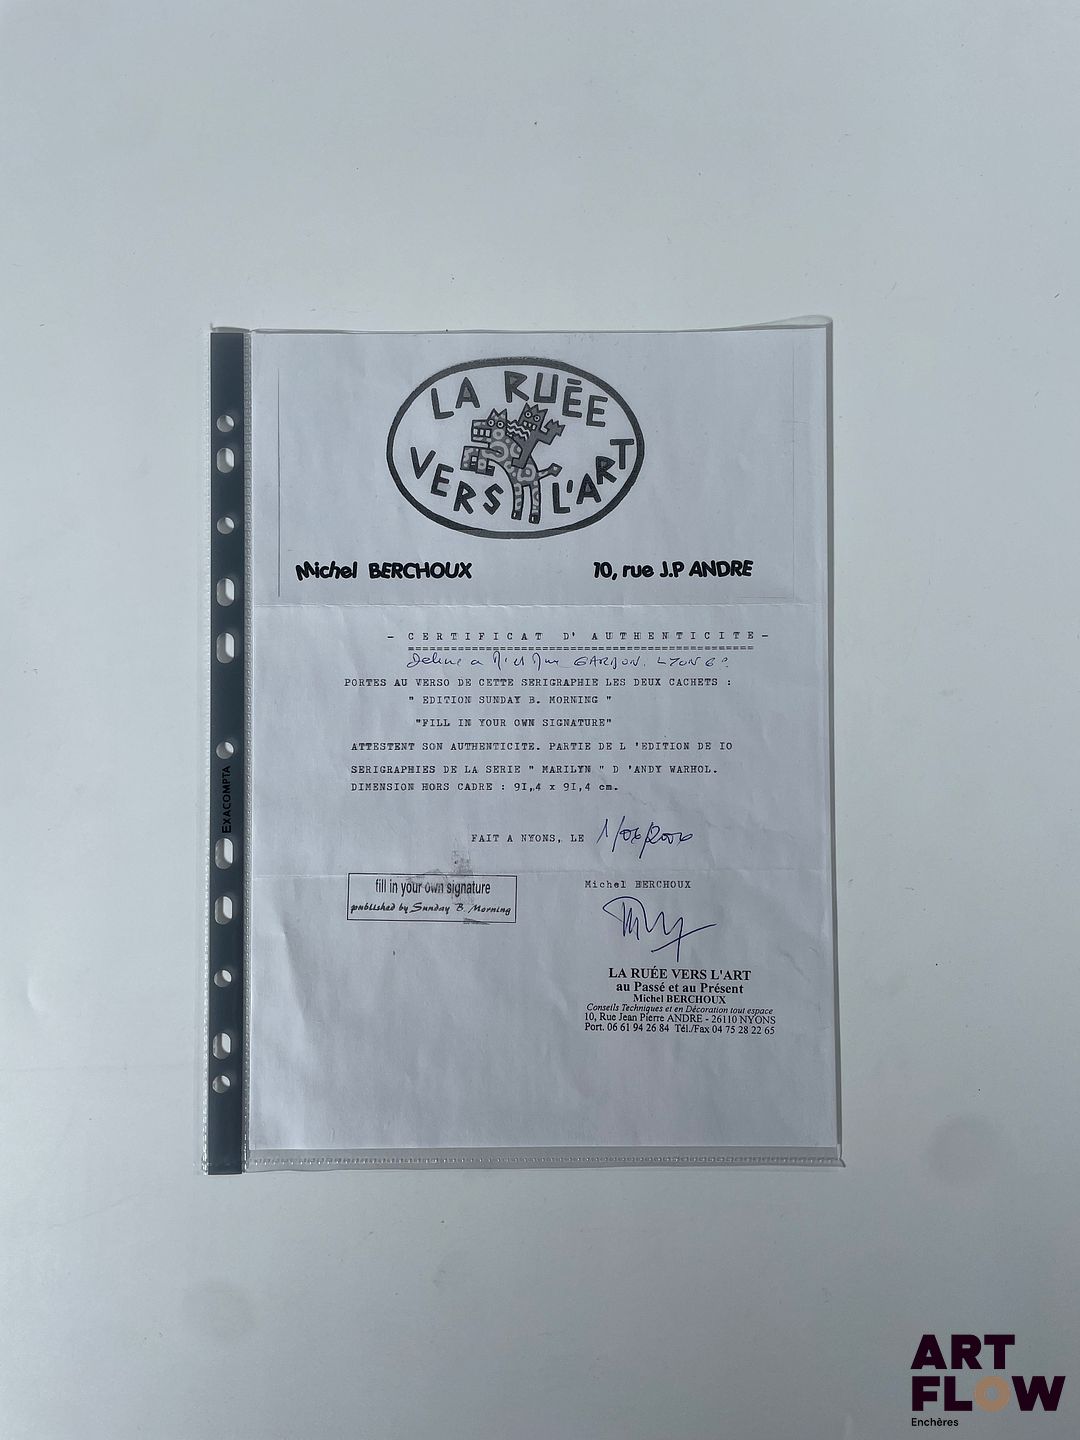 LA RUÉE
VERS L'ART
Michel BERCHOUX 10, rue J.P ANDRE
- CERTIFICAT D' AUTHENTICITE -
GARDON, LYON
PORTES AU VERSO DE CETTE SERIGRAPHIE LES DEUX CACHETS :
" EDITION SUNDAY B. MORNING "
"FILL IN YOUR OWN SIGNATURE"
ATTESTENT SON AUTHENTICITE. PARTIE DE L 'EDITION DE IO
SERIGRAPHIES DE LA SERIE " MARILYN " D 'ANDY WARHOL.
DIMENSION HORS CADRE : 9I,4 x 9I,4 cm.
FAIT A NYONS, LE
fill in your own signature
published by Sunday B. Morning
Michel BERCHOUX
LA RUÉE VERS L'ART
au Passé et au Présent
Michel BERCHOUX
Conseils Techniques et en Décoration tout espace
10, Rue Jean Pierre ANDRE - 26110 NYONS
Port. 06 61 94 26 84 Tél./Fax 04 75 28 22 65
EXACOMPTA
ART
FLOW
Enchères